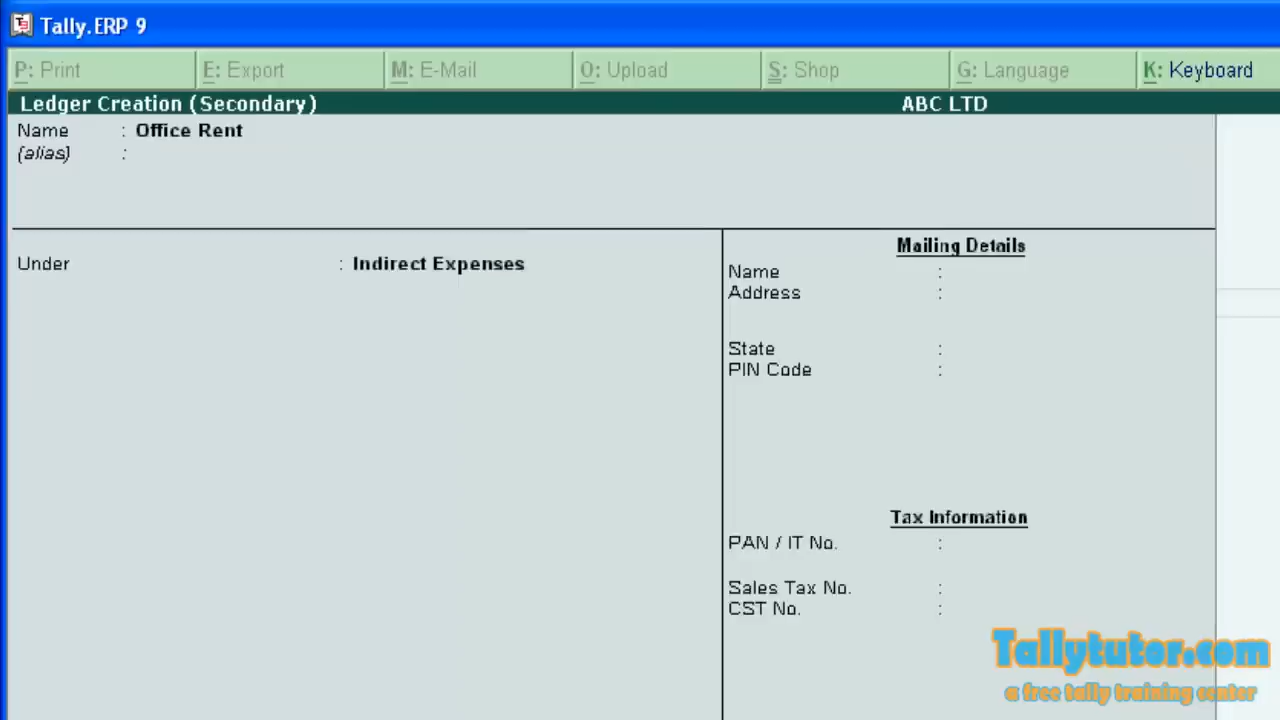 Tally.ERP 9
P: Print E: Export M: E-Mail O: Upload S: Shop G: Language K: Keyboard
Ledger Creation (Secondary) ABC LTD
Name : Office Rent
(alias) :
Under : Indirect Expenses
Mailing Details
Name :
Address :
State :
PIN Code :
Tax Information
PAN / IT No. :
Sales Tax No. :
CST No. :
Tallytutor.com
a free tally training center